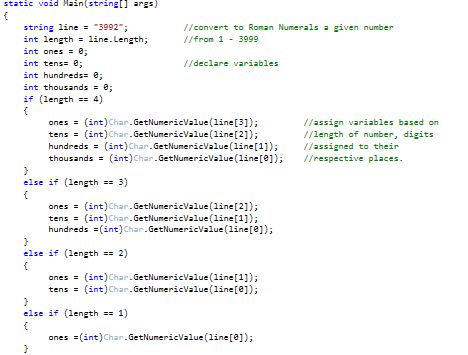 static void Main(string[] args)
{
    string line = "3992";             //convert to Roman Numerals a given number
    int length = line.Length;         //from 1 - 3999
    int ones = 0;
    int tens= 0;                      //declare variables
    int hundreds= 0;
    int thousands = 0;
    if (length == 4)
    {
        ones = (int)Char.GetNumericValue(line[3]);         //assign variables based on
        tens = (int)Char.GetNumericValue(line[2]);         //length of number, digits
        hundreds = (int)Char.GetNumericValue(line[1]);     //assigned to their
        thousands = (int)Char.GetNumericValue(line[0]);    //respective places.
    }
    else if (length == 3)
    {
        ones = (int)Char.GetNumericValue(line[2]);
        tens = (int)Char.GetNumericValue(line[1]);
        hundreds =(int)Char.GetNumericValue(line[0]);
    }
    else if (length == 2)
    {
        ones = (int)Char.GetNumericValue(line[1]);
        tens = (int)Char.GetNumericValue(line[0]);
    }
    else if (length == 1)
    {
        ones =(int)Char.GetNumericValue(line[0]);
    }